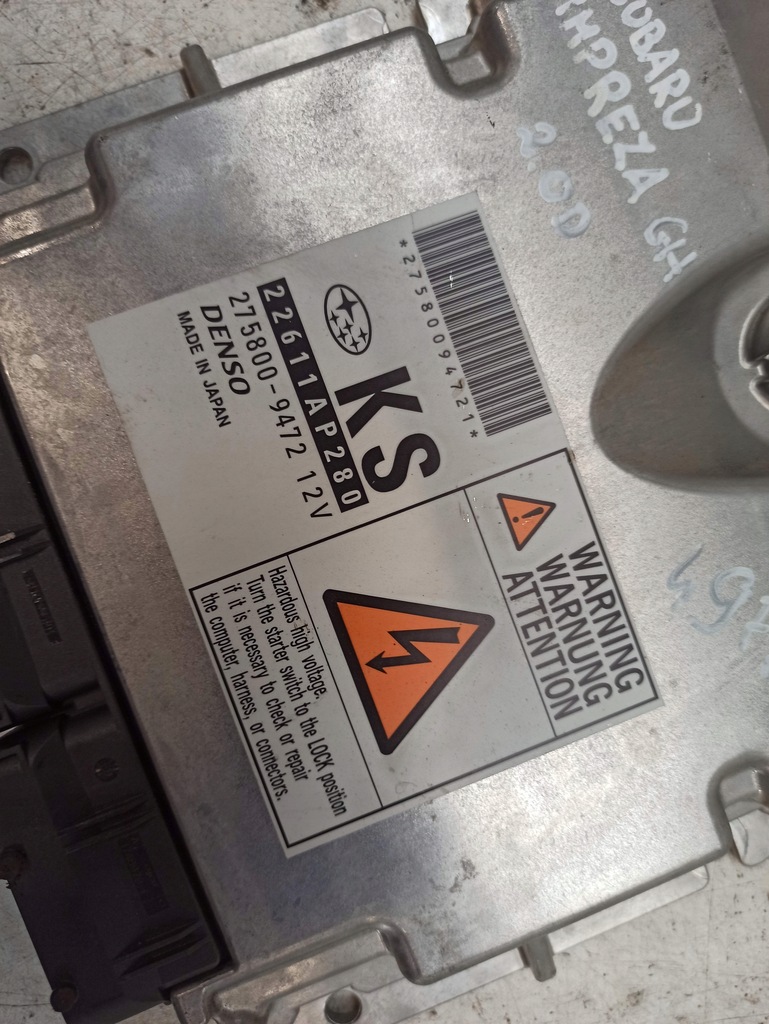 SUBARU
IMPREZA GH
2.0D
*275800947​21*
KS
22611AP280
275800-9472 12V
DENSO
MADE IN JAPAN
WARNING
WARNUNG
ATTENTION
Hazardous high voltage.
Turn the starter switch to the LOCK position
if it is necessary to check or repair
the computer, harness, or connectors.